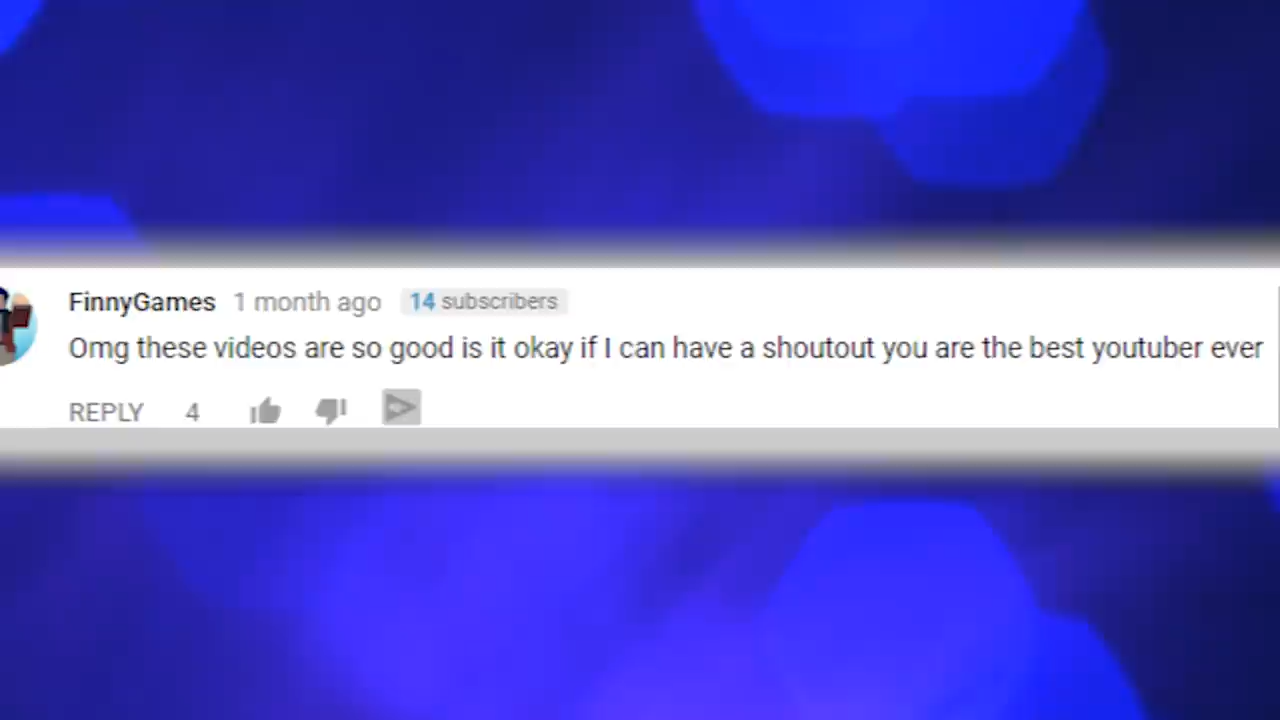 FinnyGames 1 month ago 14 subscribers
Omg these videos are so good is it okay if I can have a shoutout you are the best youtuber ever
REPLY 4